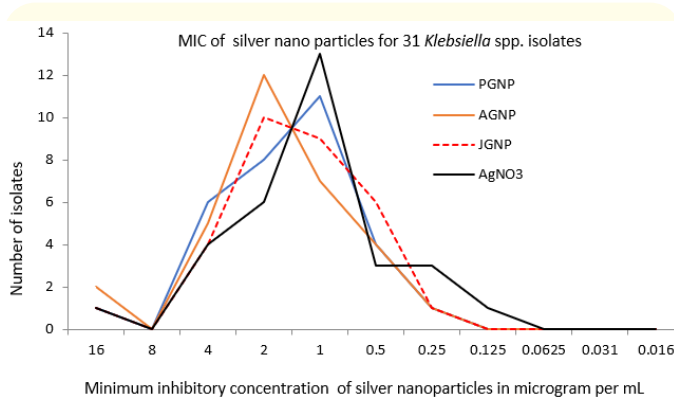 MIC of silver nano particles for 31 Klebsiella spp. isolates
14
12
10
8
6
4
2
0
Number of isolates
PGNP
AGNP
JGNP
AgNO3
16 8 4 2 1 0.5 0.25 0.125 0.0625 0.031 0.016
Minimum inhibitory concentration of silver nanoparticles in microgram per mL